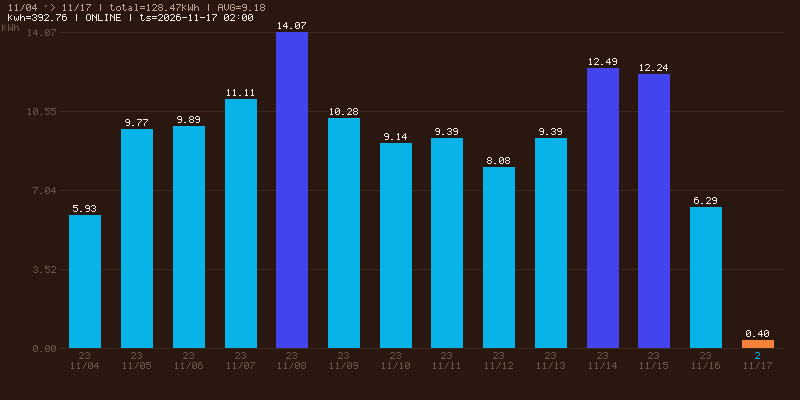 11/04 -> 11/17 | total=128.47kWh | AVG=9.18
Kwh=392.76 | ONLINE | ts=2026-11-17 02:00
kWh
14.07
10.55
7.04
3.52
0.00
5.93 9.77 9.89 11.11 14.07 10.28 9.14 9.39 8.08 9.39 12.49 12.24 6.29 0.40
23 23 23 23 23 23 23 23 23 23 23 23 23 2
11/04 11/05 11/06 11/07 11/08 11/09 11/10 11/11 11/12 11/13 11/14 11/15 11/16 11/17